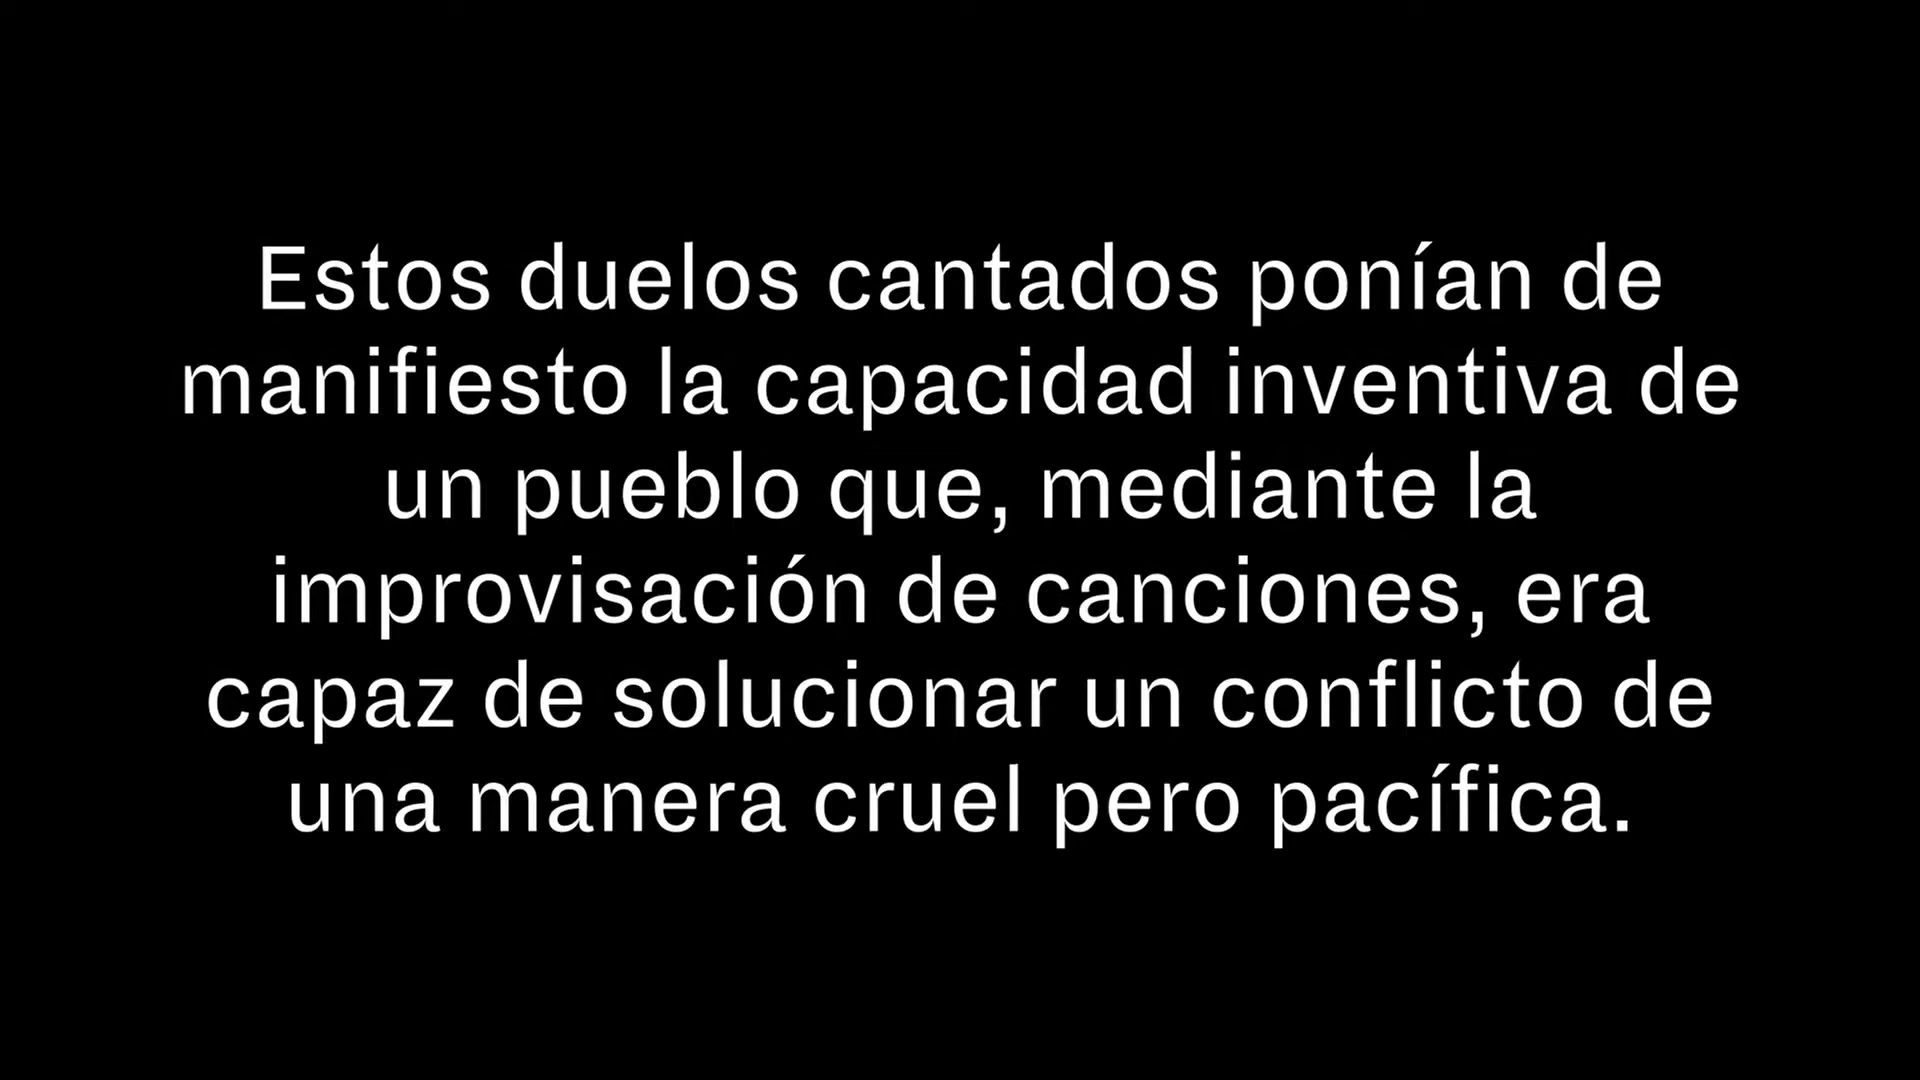 Estos duelos cantados ponían de
manifiesto la capacidad inventiva de
un pueblo que, mediante la
improvisación de canciones, era
capaz de solucionar un conflicto de
una manera cruel pero pacífica.